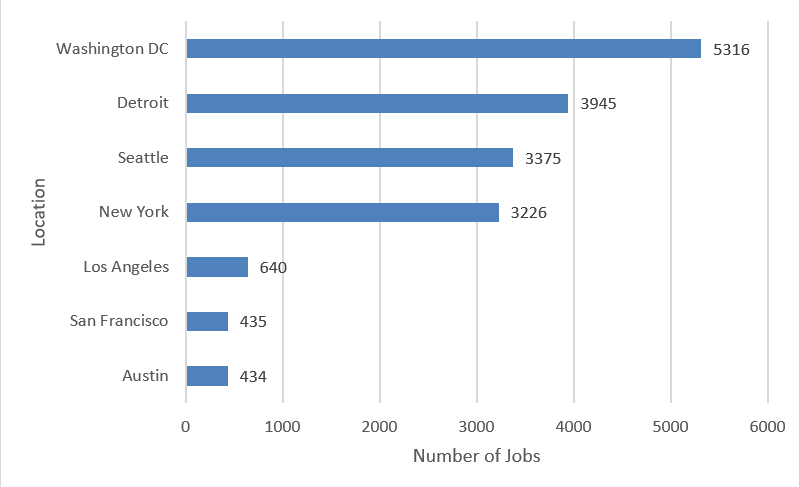 Washington DC 5316
Detroit 3945
Seattle 3375
New York 3226
Los Angeles 640
San Francisco 435
Austin 434
Location
0 1000 2000 3000 4000 5000 6000
Number of Jobs